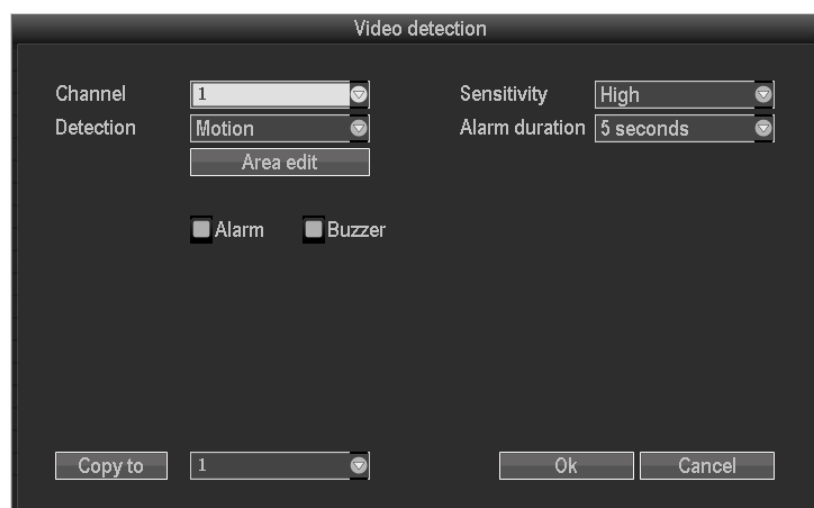 Video detection
Channel 1 Sensitivity High
Detection Motion Alarm duration 5 seconds
Area edit
Alarm Buzzer
Copy to 1 Ok Cancel